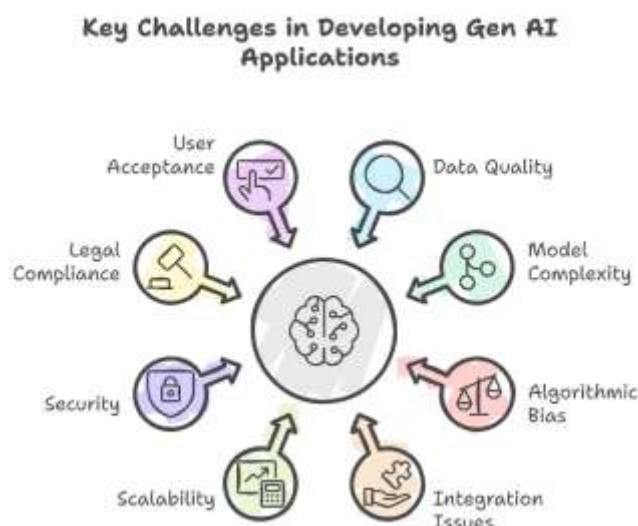 Key Challenges in Developing Gen AI
Applications
User
Acceptance
Data Quality
Legal
Compliance
Model
Complexity
Security
Algorithmic
Bias
Scalability
Integration
Issues